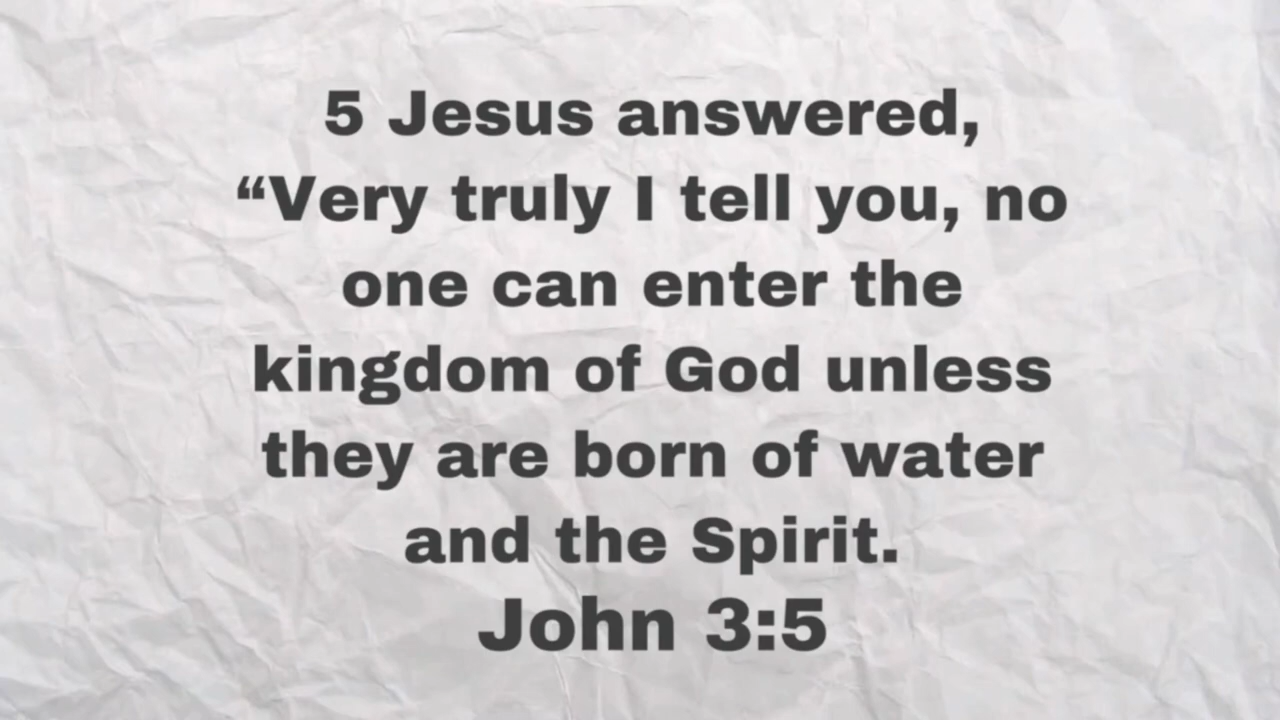 5 Jesus answered,
“Very truly I tell you, no
one can enter the
kingdom of God unless
they are born of water
and the Spirit.
John 3:5